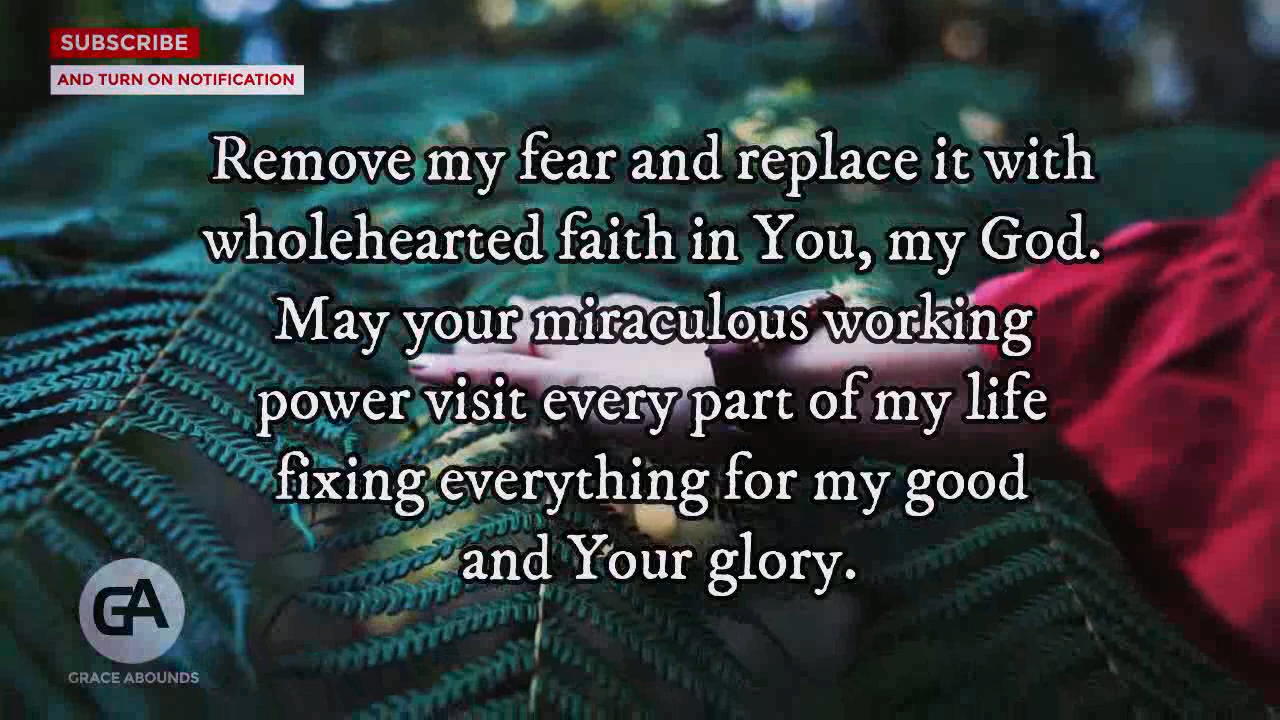 SUBSCRIBE
AND TURN ON NOTIFICATION
Remove my fear and replace it with
wholehearted faith in You, my God.
May your miraculous working
power visit every part of my life
fixing everything for my good
and Your glory.
GA
GRACE ABOUNDS